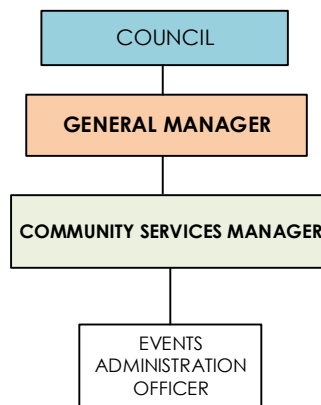 COUNCIL
GENERAL MANAGER
COMMUNITY SERVICES MANAGER
EVENTS
ADMINISTRATION
OFFICER